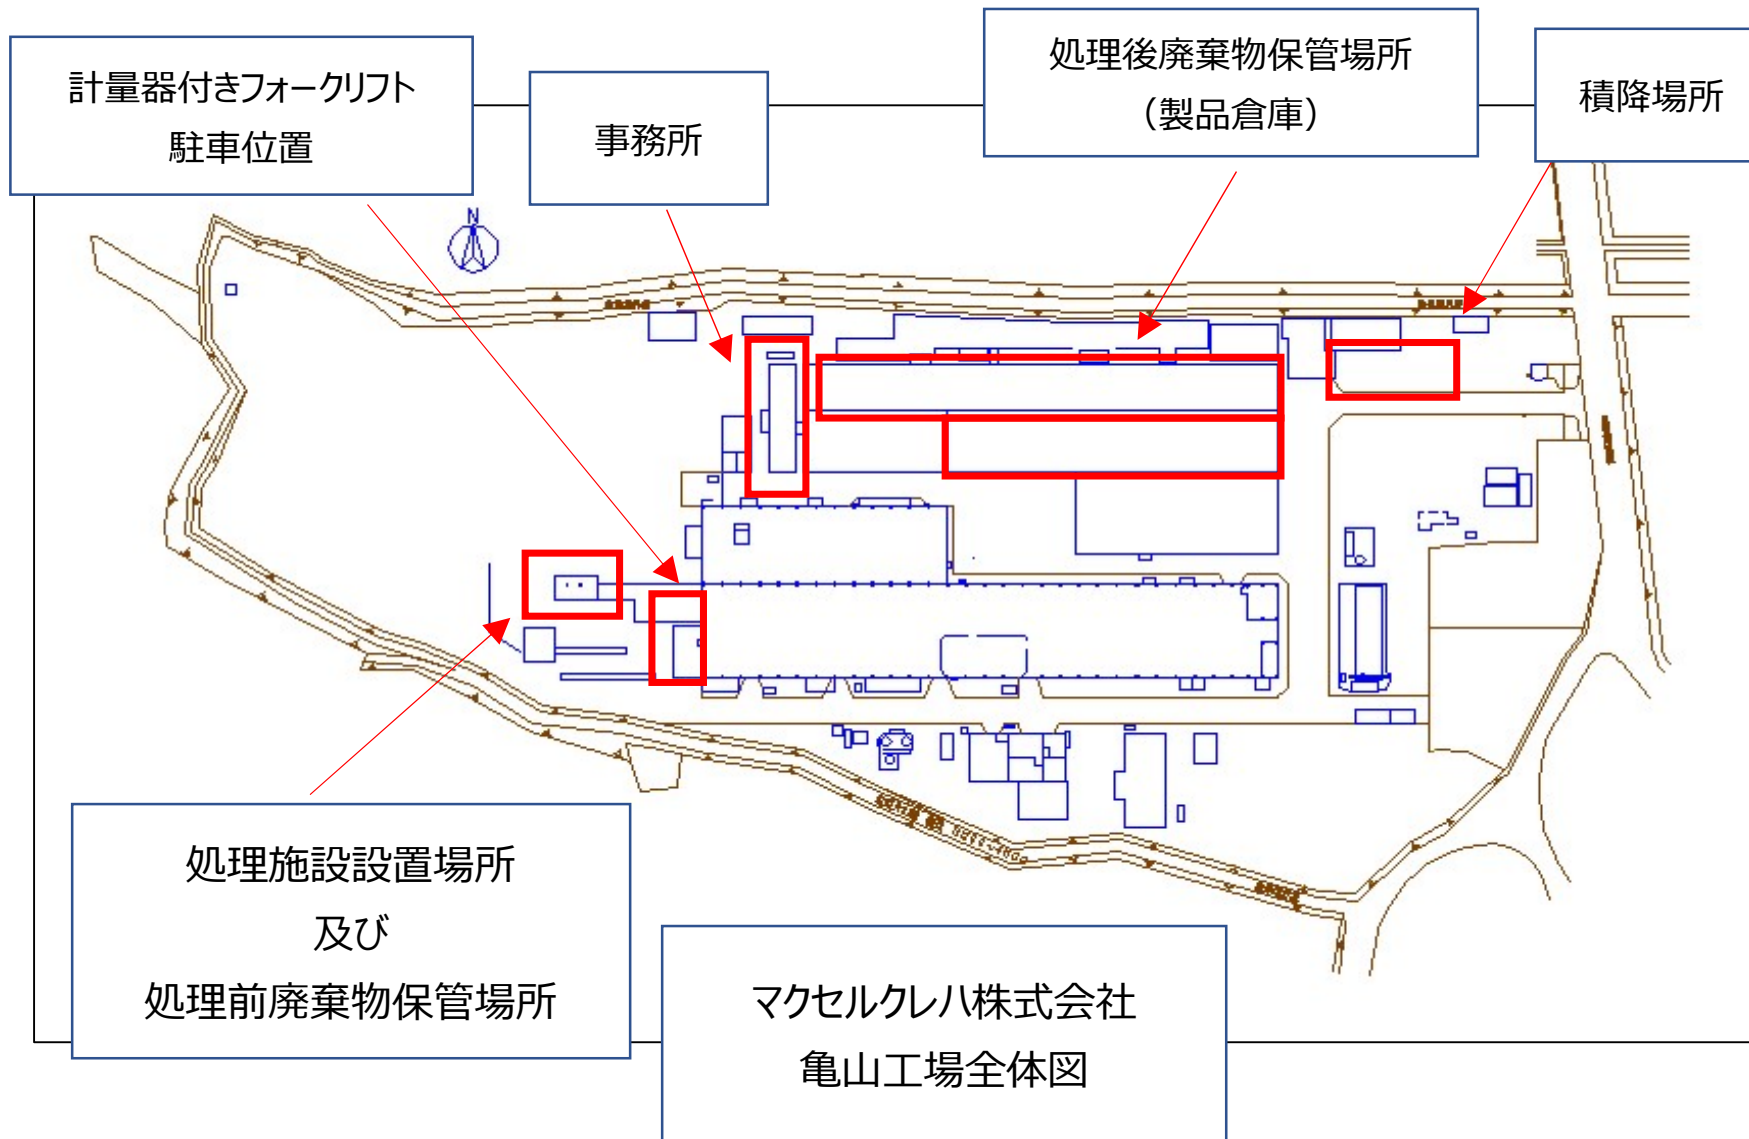 計量器付きフォークリフト
駐車位置
事務所
処理後廃棄物保管場所
（製品倉庫）
積降場所
N
処理施設設置場所
及び
処理前廃棄物保管場所
マクセルクレハ株式会社
亀山工場全体図